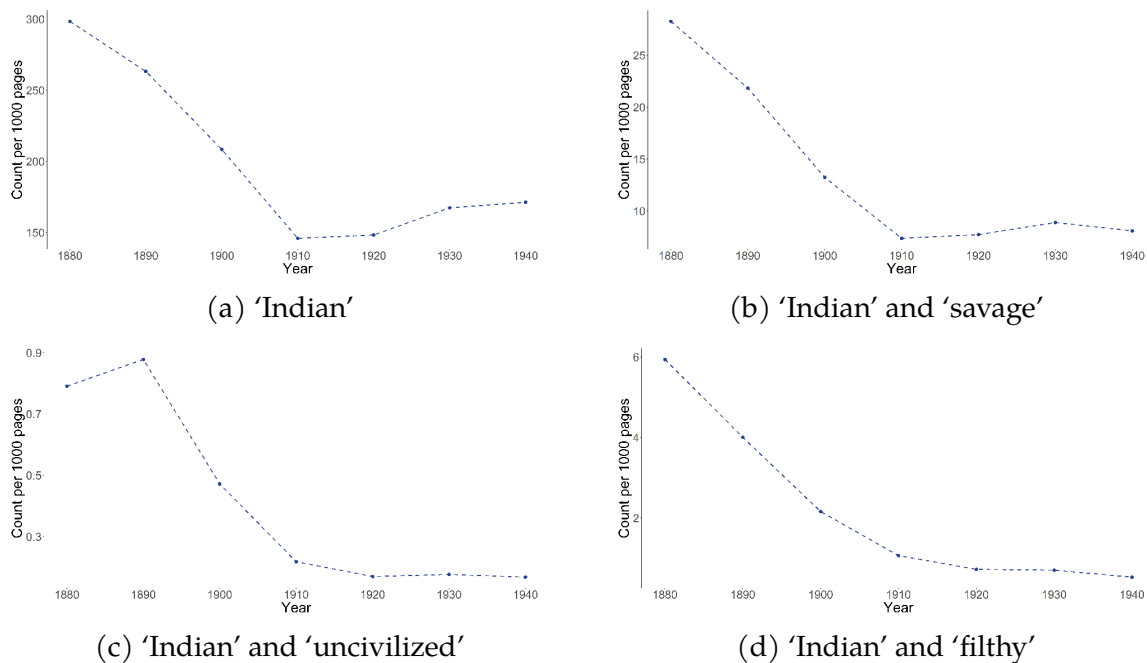 Count per 1000 pages
300
250
200
150
1880 1890 1900 1910 1920 1930 1940
Year
(a) ‘Indian’
Count per 1000 pages
25
20
15
10
1880 1890 1900 1910 1920 1930 1940
Year
(b) ‘Indian’ and ‘savage’
Count per 1000 pages
0.9
0.7
0.5
0.3
1880 1890 1900 1910 1920 1930 1940
Year
(c) ‘Indian’ and ‘uncivilized’
Count per 1000 pages
6
4
2
1880 1890 1900 1910 1920 1930 1940
Year
(d) ‘Indian’ and ‘filthy’